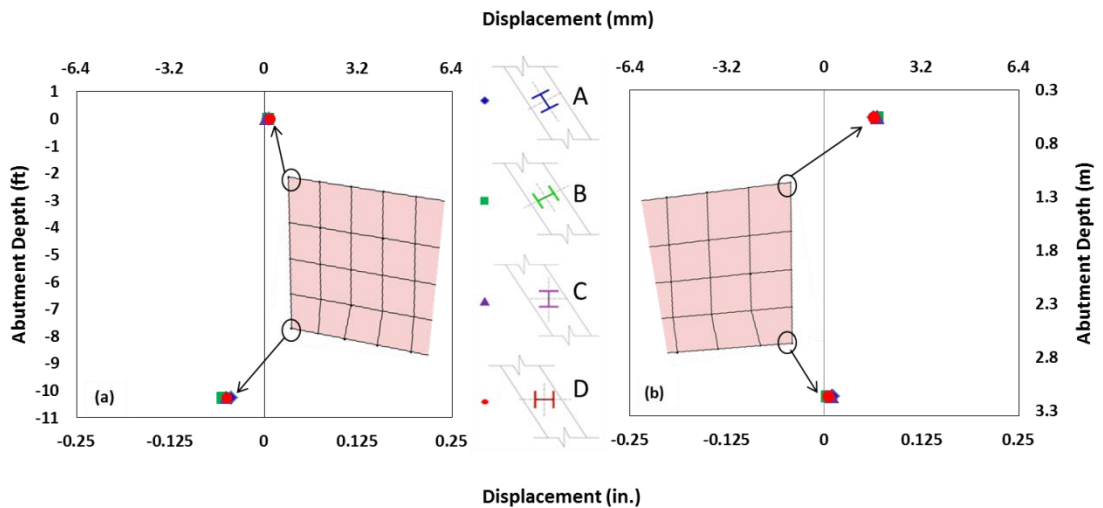 Displacement (mm)
-6.4 -3.2 0 3.2 6.4
-6.4 -3.2 0 3.2 6.4
Abutment Depth (ft)
1
0
-1
-2
-3
-4
-5
-6
-7
-8
-9
-10
-11
(a)
-0.25 -0.125 0 0.125 0.25
A
B
C
D
(b)
-0.25 -0.125 0 0.125 0.25
0.3
0.8
1.3
1.8
2.3
2.8
3.3
Abutment Depth (m)
Displacement (in.)